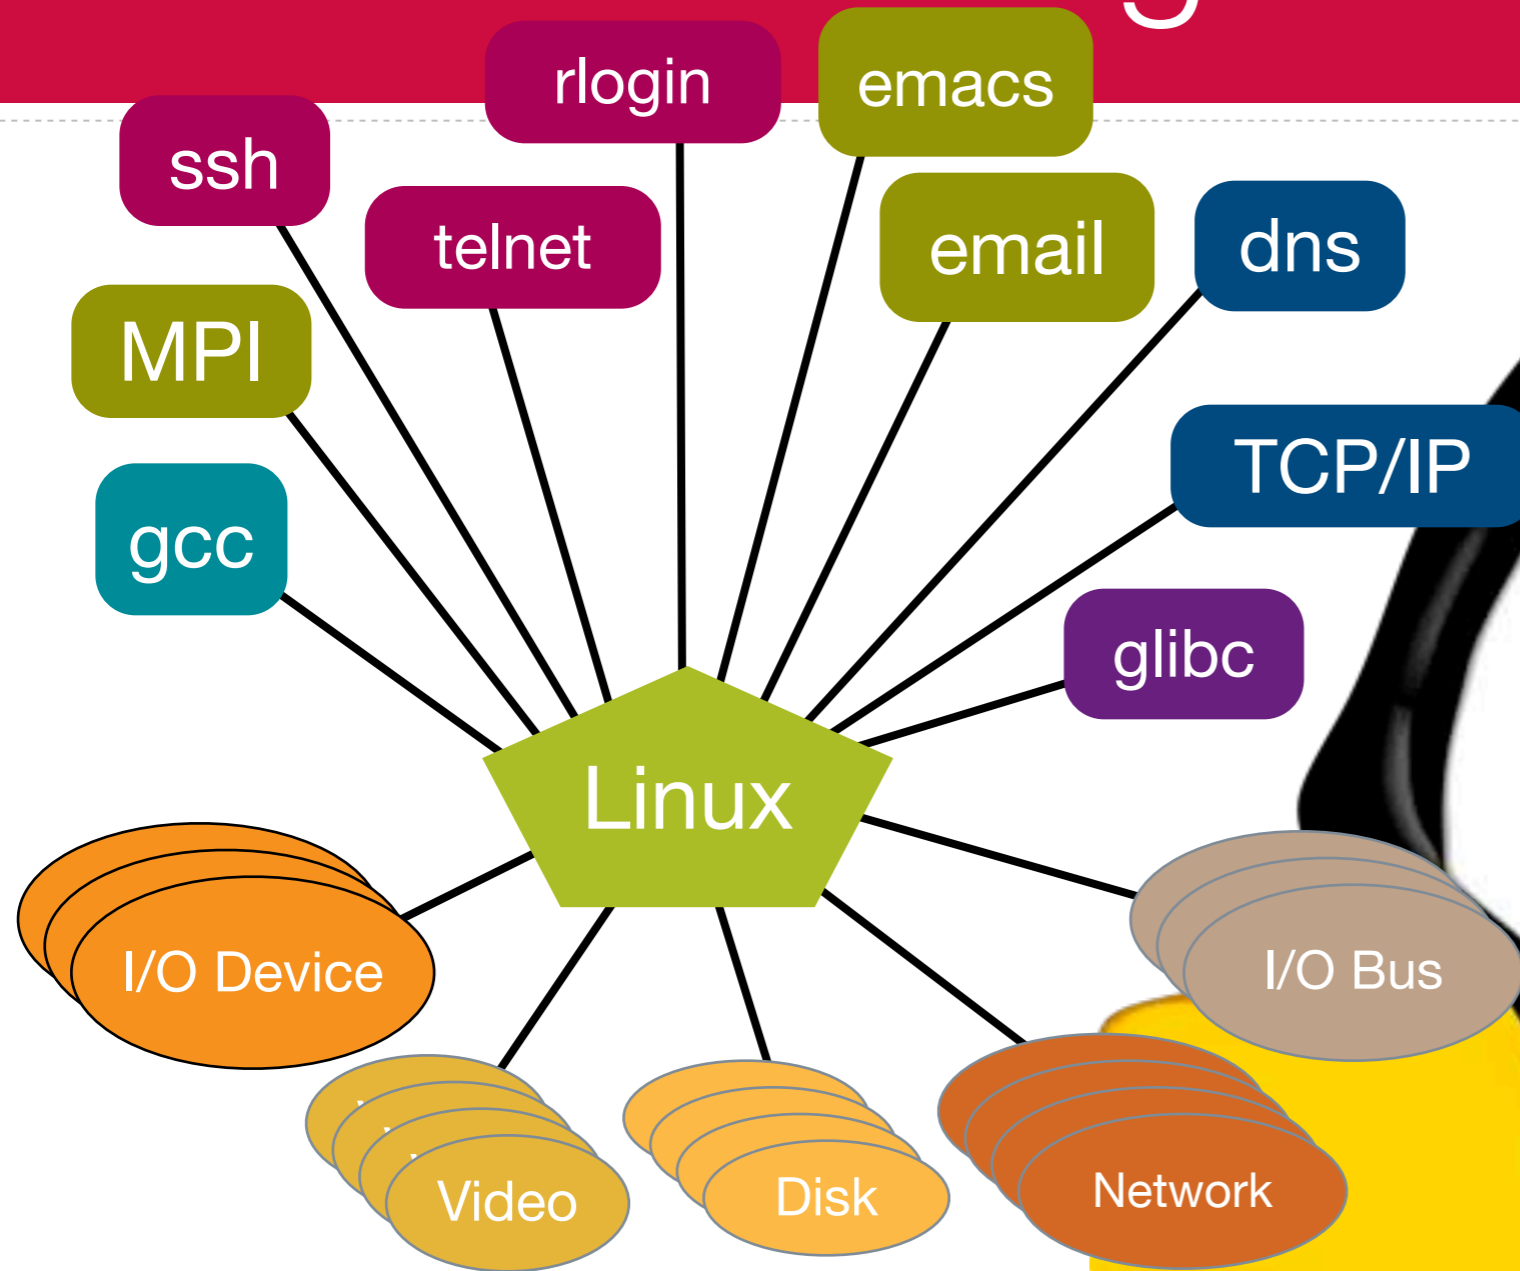 rlogin
emacs
ssh
telnet
email
dns
MPI
TCP/IP
gcc
glibc
Linux
I/O Device
I/O Bus
Video
Disk
Network